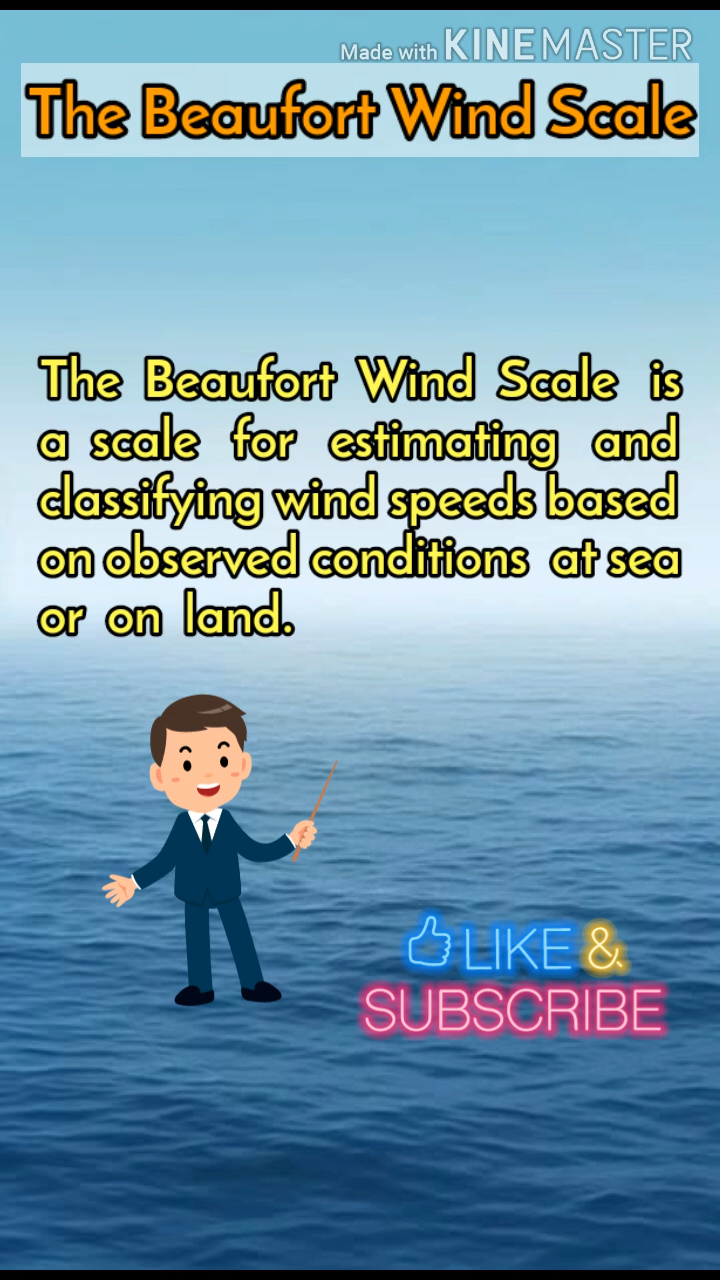 Made with KINEMASTER
The Beaufort Wind Scale
The Beaufort Wind Scale is
a scale for estimating and
classifying wind speeds based
on observed conditions at sea
or on land.
LIKE &
SUBSCRIBE